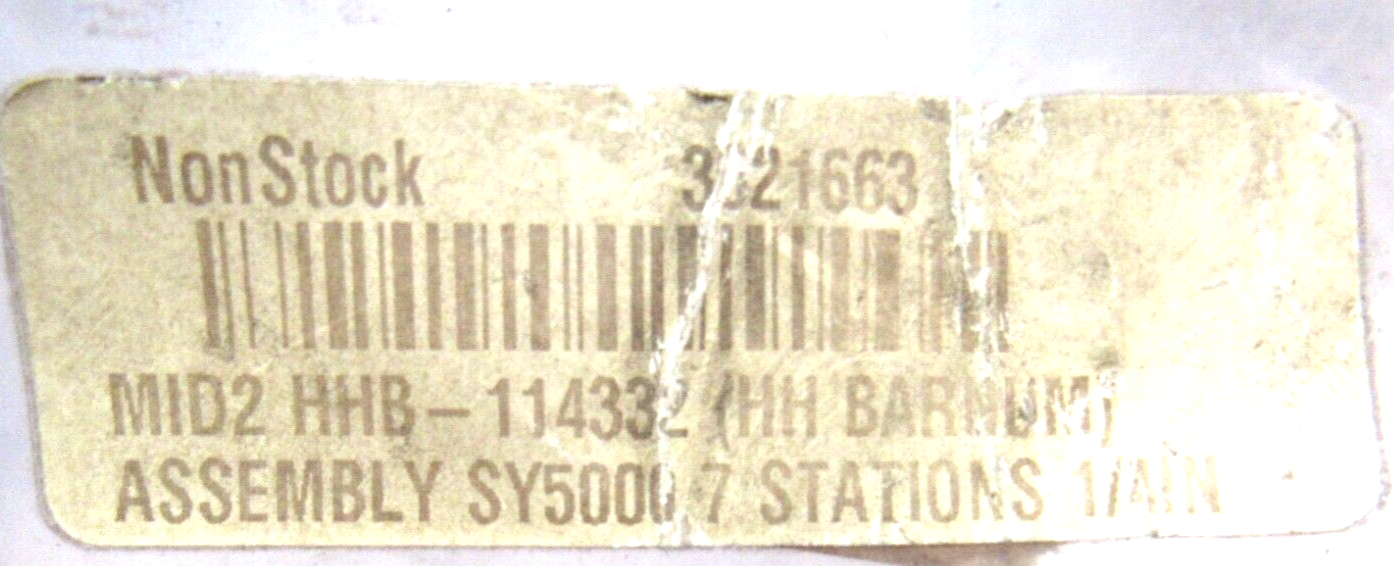 NonStock
MID2 HHB-114332 (HH BARNUM)
ASSEMBLY SY5000 7 STATIONS 1/4IN